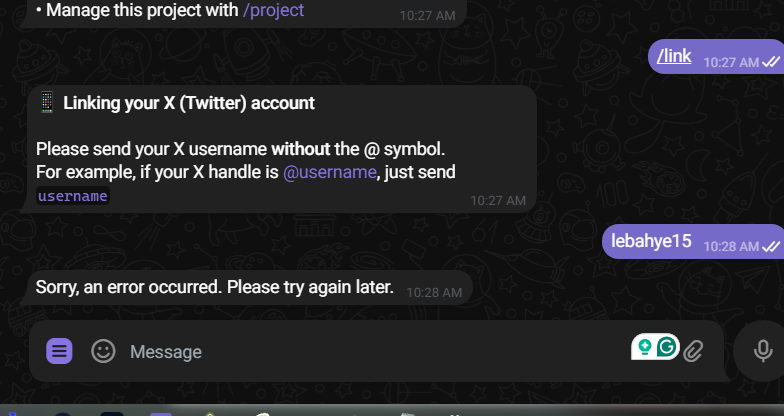 • Manage this project with /project
10:27 AM
/link 10:27 AM
Linking your X (Twitter) account
Please send your X username without the @ symbol.
For example, if your X handle is @username, just send
username
10:27 AM
lebahye15 10:28 AM
Sorry, an error occurred. Please try again later. 10:28 AM
Message